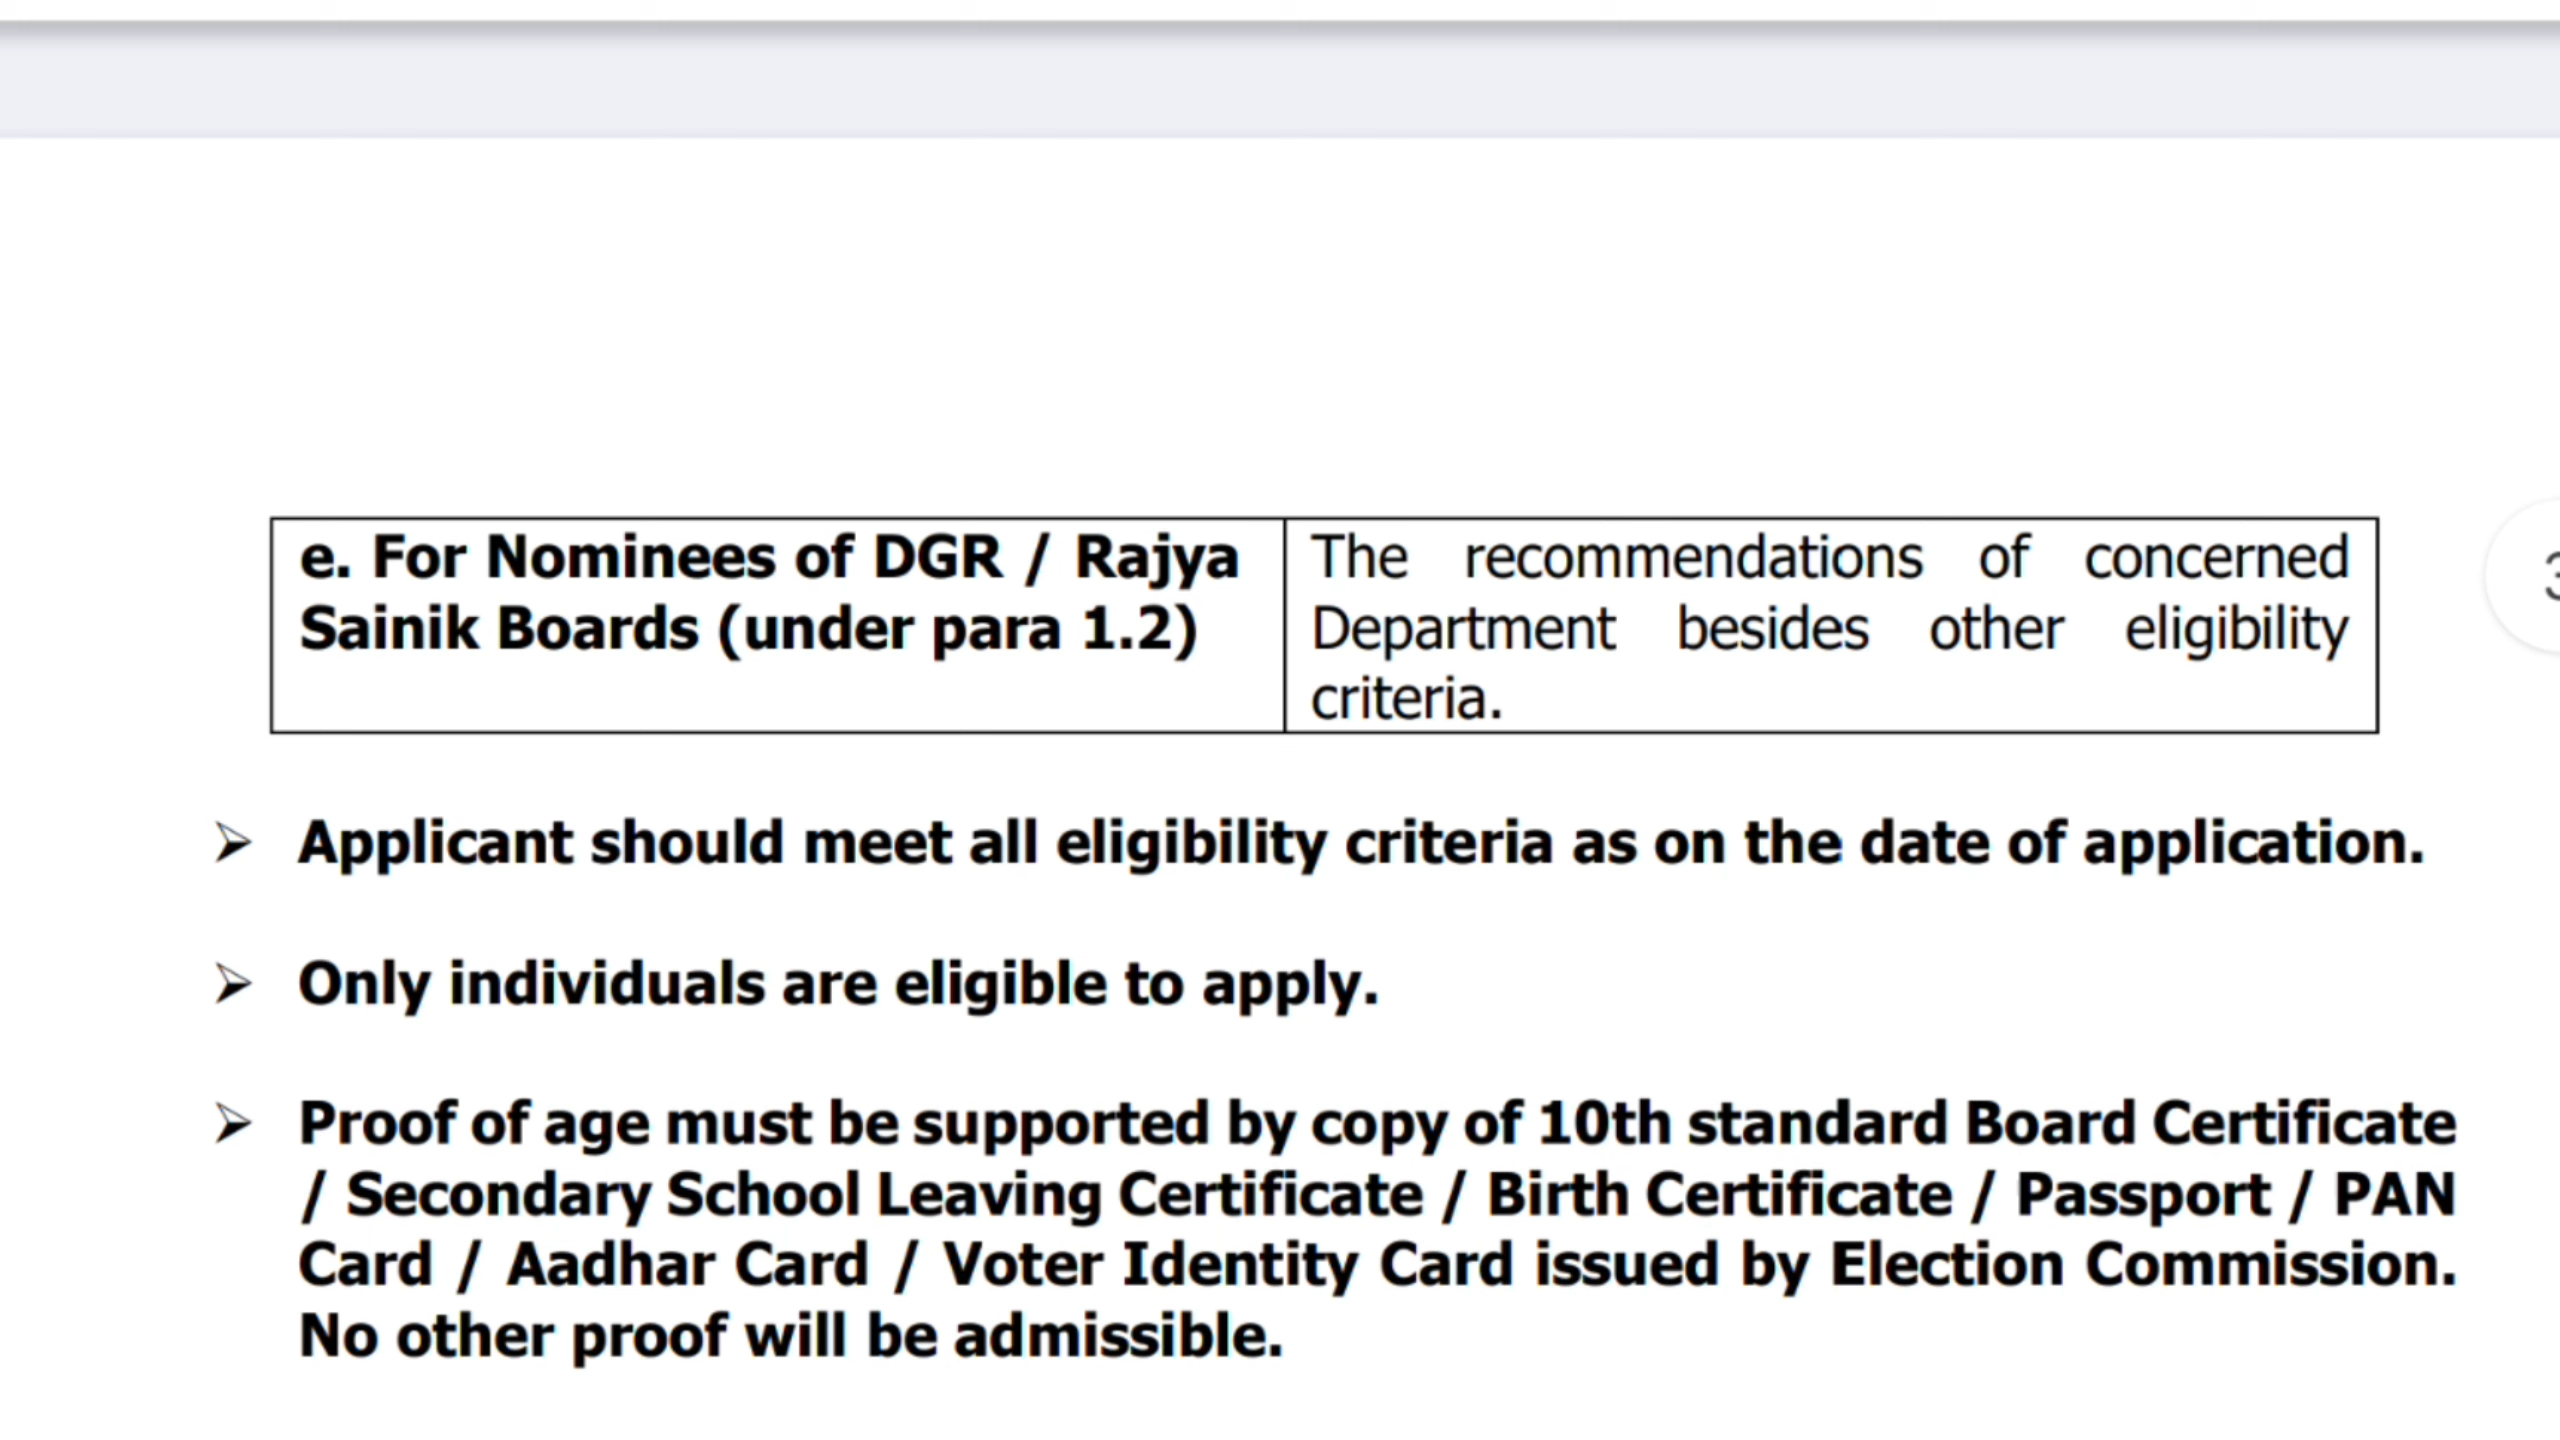 e. For Nominees of DGR / Rajya
Sainik Boards (under para 1.2)
The recommendations of concerned
Department besides other eligibility
criteria.
3
➢ Applicant should meet all eligibility criteria as on the date of application.
➢ Only individuals are eligible to apply.
➢ Proof of age must be supported by copy of 10th standard Board Certificate
/ Secondary School Leaving Certificate / Birth Certificate / Passport / PAN
Card / Aadhar Card / Voter Identity Card issued by Election Commission.
No other proof will be admissible.